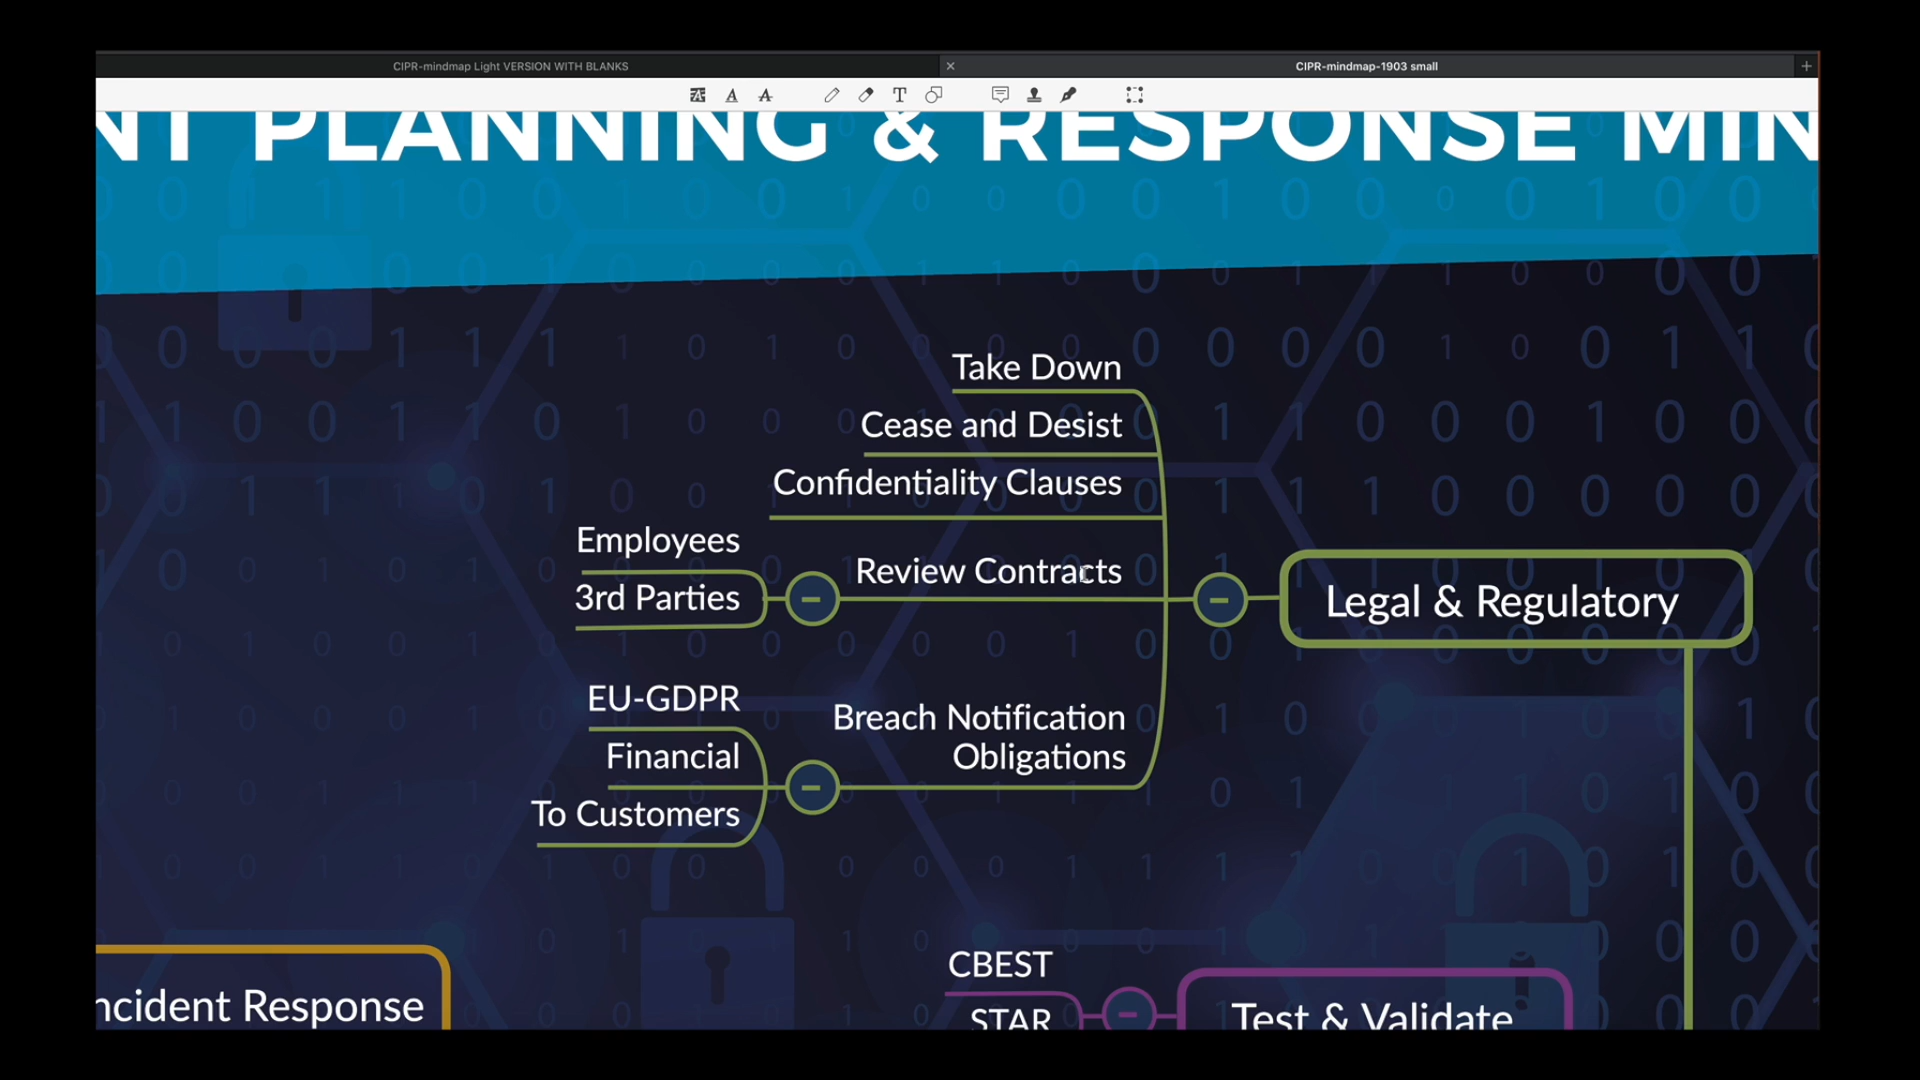 CIPR-mindmap Light VERSION WITH BLANKS
CIPR-mindmap-1903 small
NT PLANNING & RESPONSE MIN
Take Down
Cease and Desist
Confidentiality Clauses
Employees
3rd Parties
Review Contracts
Legal & Regulatory
EU-GDPR
Financial
To Customers
Breach Notification
Obligations
CBEST
STAR
Test & Validate
ncident Response